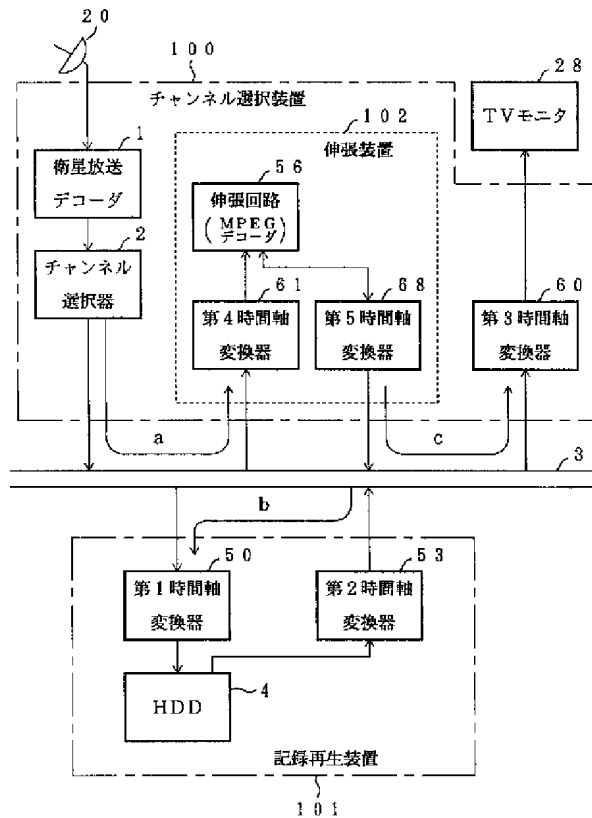 ２０
１００
チャンネル選択装置
２８
ＴＶモニタ
１
衛星放送
デコーダ
１０２
伸張装置
５６
伸張回路
（ＭＰＥＧ
デコーダ）
２
チャンネル
選択器
６１
第４時間軸
変換器
６８
第５時間軸
変換器
６０
第３時間軸
変換器
a
c
３
b
５０
第１時間軸
変換器
５３
第２時間軸
変換器
４
ＨＤＤ
記録再生装置
１０１